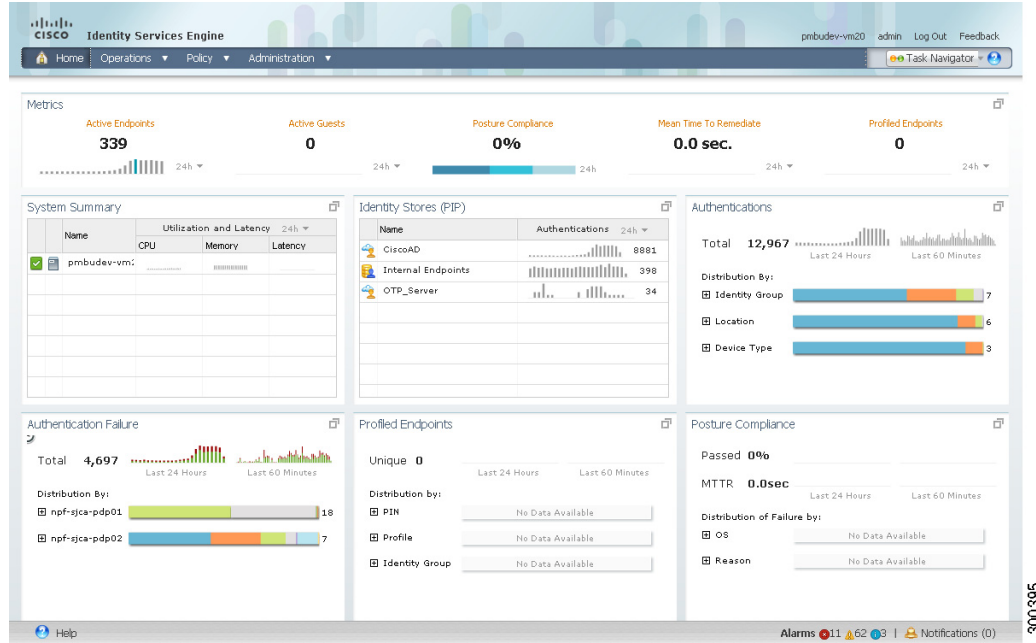 CISCO Identity Services Engine
pmbudev-vm20 admin Log Out Feedback
Home Operations Policy Administration
Task Navigator
Metrics
Active Endpoints
339
24h
Active Guests
0
24h
Posture Compliance
0%
24h
Mean Time To Remediate
0.0 sec.
24h
Profiled Endpoints
0
24h
System Summary
Name
Utilization and Latency 24h
CPU Memory Latency
pmbudev-vm2
Identity Stores (PIP)
Name Authentications 24h
CiscoAD 8881
Internal Endpoints 398
OTP_Server 34
Authentications
Total 12,967
Last 24 Hours Last 60 Minutes
Distribution By:
Identity Group 7
Location 6
Device Type 3
Authentication Failure
Total 4,697
Last 24 Hours Last 60 Minutes
Distribution By:
npf-sjca-pdp01 18
npf-sjca-pdp02 7
Profiled Endpoints
Unique 0
Last 24 Hours Last 60 Minutes
Distribution by:
PIN No Data Available
Profile No Data Available
Identity Group No Data Available
Posture Compliance
Passed 0%
MTTR 0.0sec
Last 24 Hours Last 60 Minutes
Distribution of Failure by:
OS No Data Available
Reason No Data Available
Help
Alarms 11 62 3 | Notifications (0)
300395